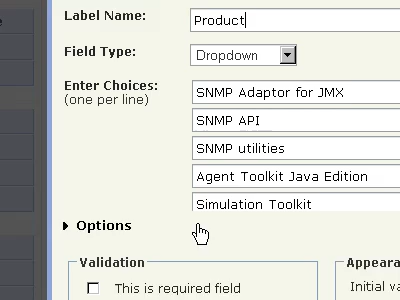 Label Name: Product
Field Type: Dropdown
Enter Choices: SNMP Adaptor for JMX
(one per line)
SNMP API
SNMP utilities
Agent Toolkit Java Edition
Simulation Toolkit
Options
Validation Appeara
This is required field Initial va